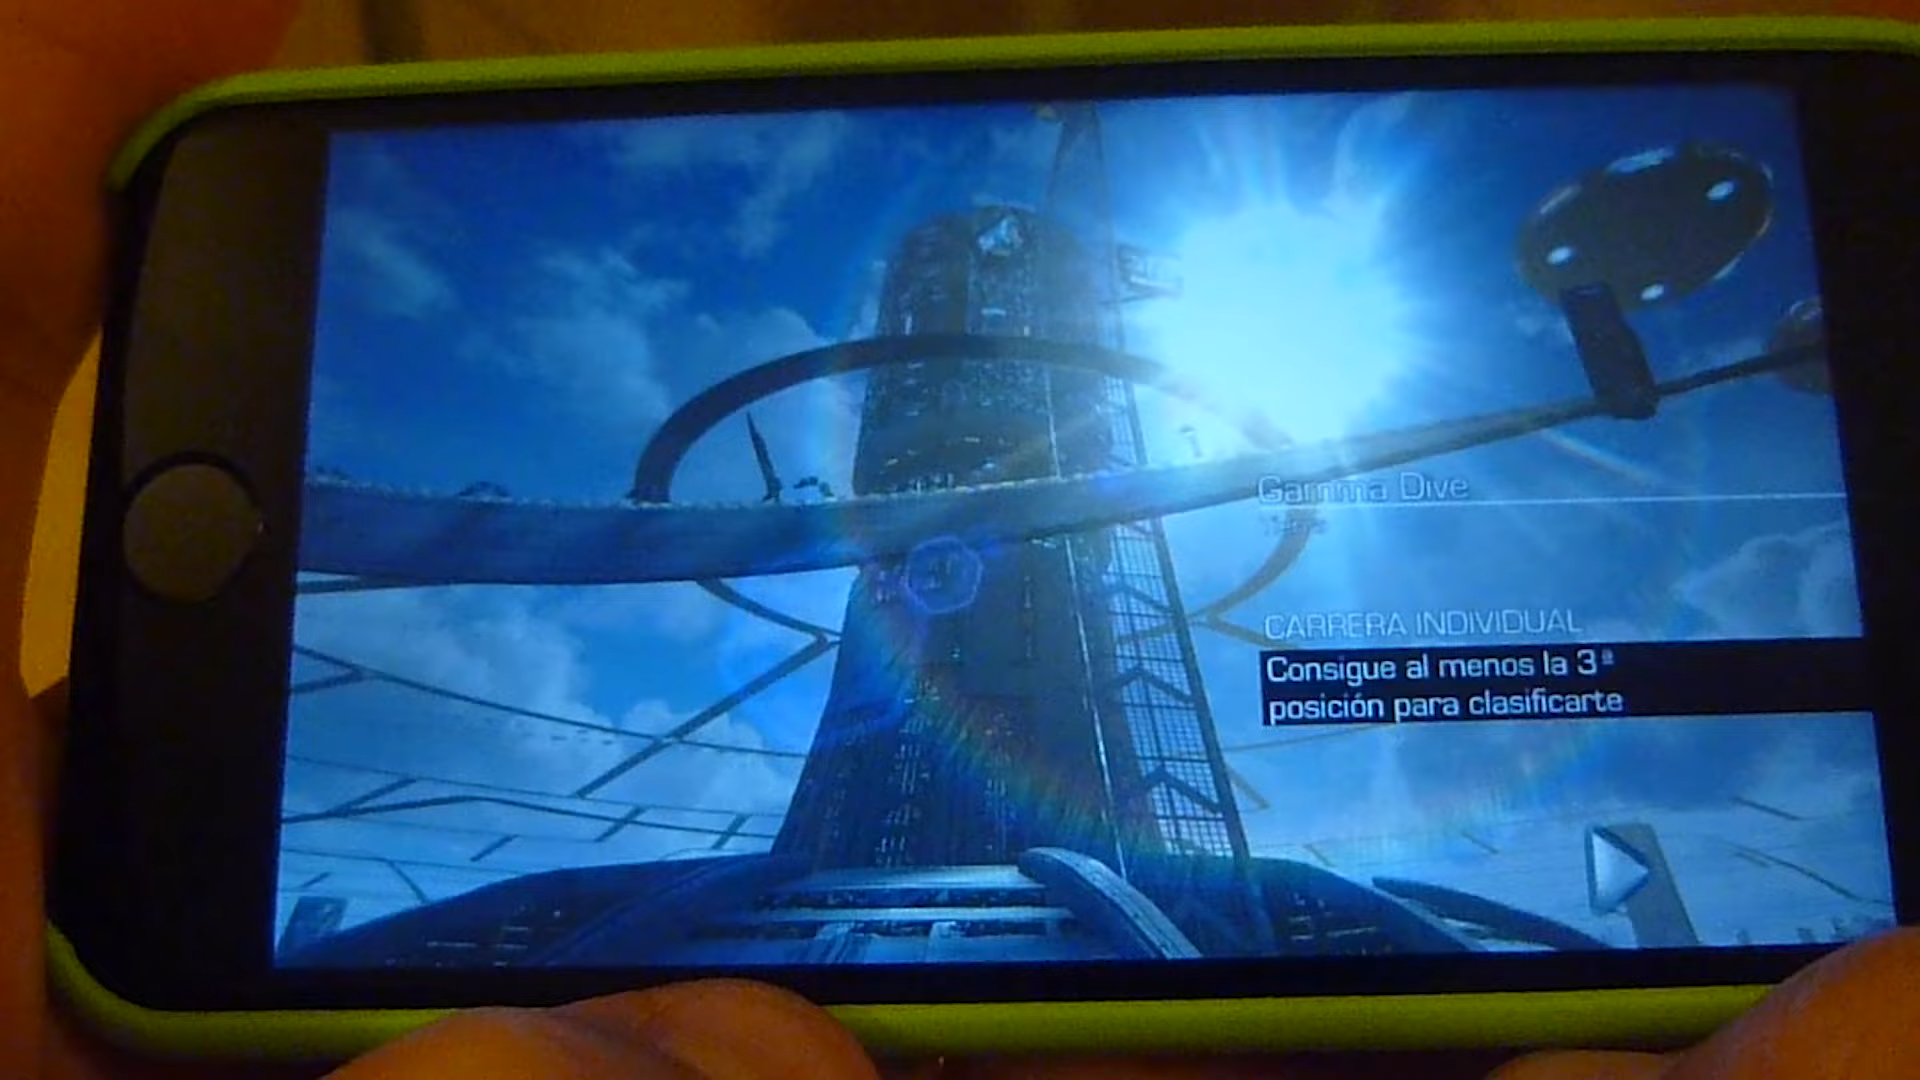 Gamma Dive
CARRERA INDIVIDUAL
Consigue al menos la 3ª
posición para clasificarte